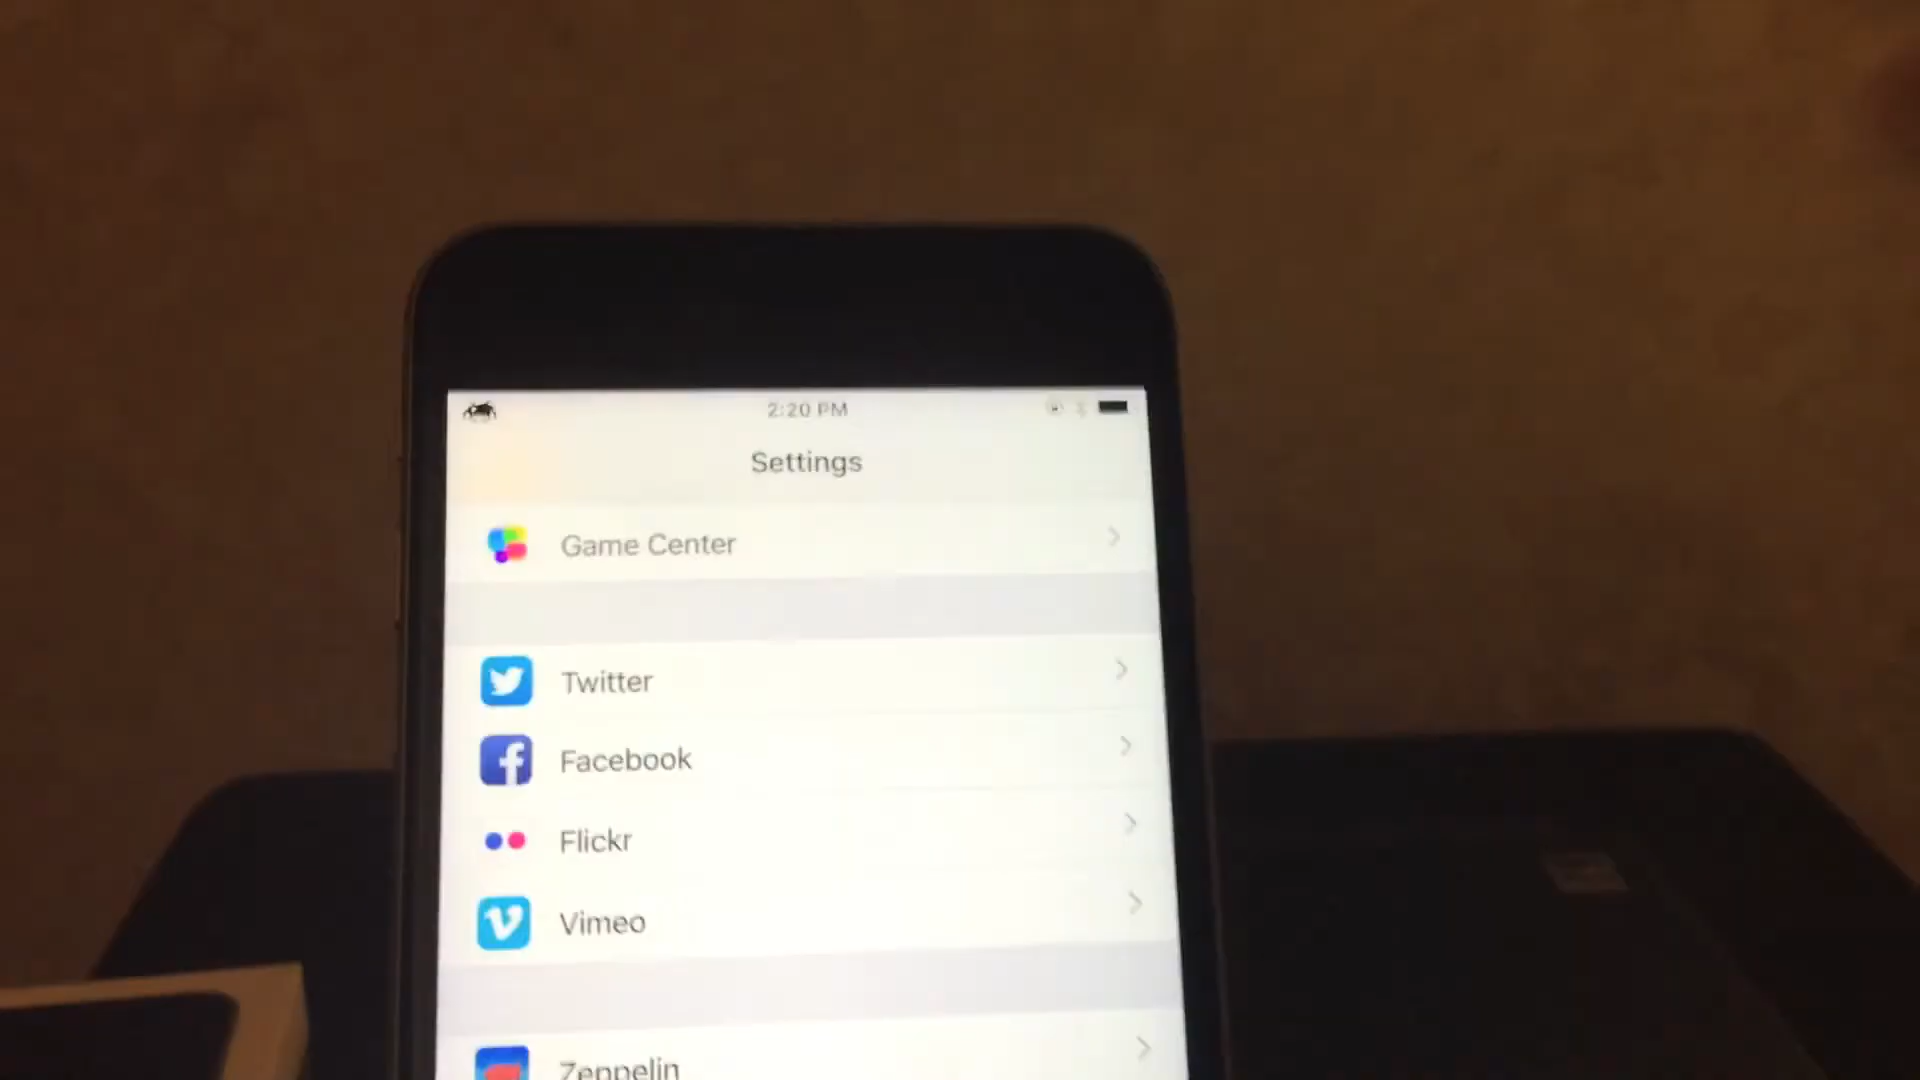 2:20 PM
Settings
Game Center
Twitter
Facebook
Flickr
Vimeo
Zeppelin